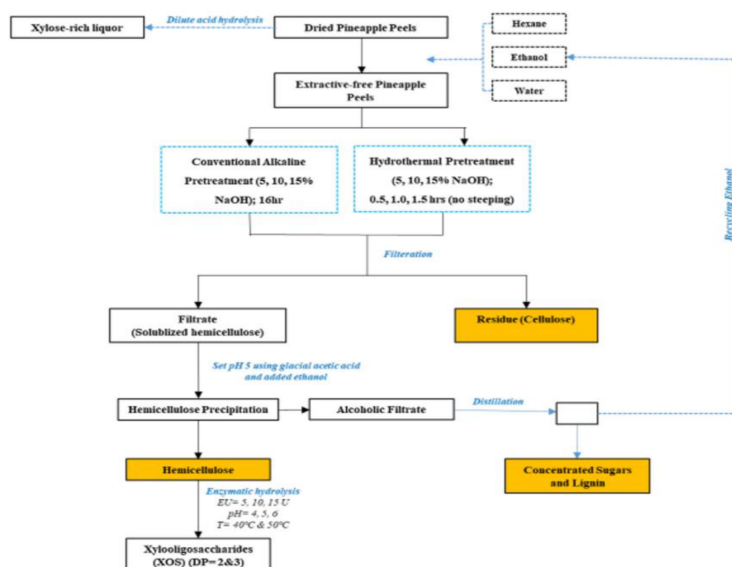 Xylose-rich liquor
Dilute acid hydrolysis
Dried Pineapple Peels
Hexane
Ethanol
Water
Extractive-free Pineapple
Peels
Conventional Alkaline
Pretreatment (5, 10, 15%
NaOH); 16hr
Hydrothermal Pretreatment
(5, 10, 15% NaOH);
0.5, 1.0, 1.5 hrs (no steeping)
Recycling Ethanol
Filteration
Filtrate
(Solublized hemicellulose)
Residue (Cellulose)
Set pH 5 using glacial acetic acid
and added ethanol
Hemicellulose Precipitation
Alcoholic Filtrate
Distillation
Hemicellulose
Concentrated Sugars
and Lignin
Enzymatic hydrolysis
EU= 5, 10, 15 U
pH= 4, 5, 6
T= 40°C & 50°C
Xylooligosaccharides
(XOS) (DP= 2&3)